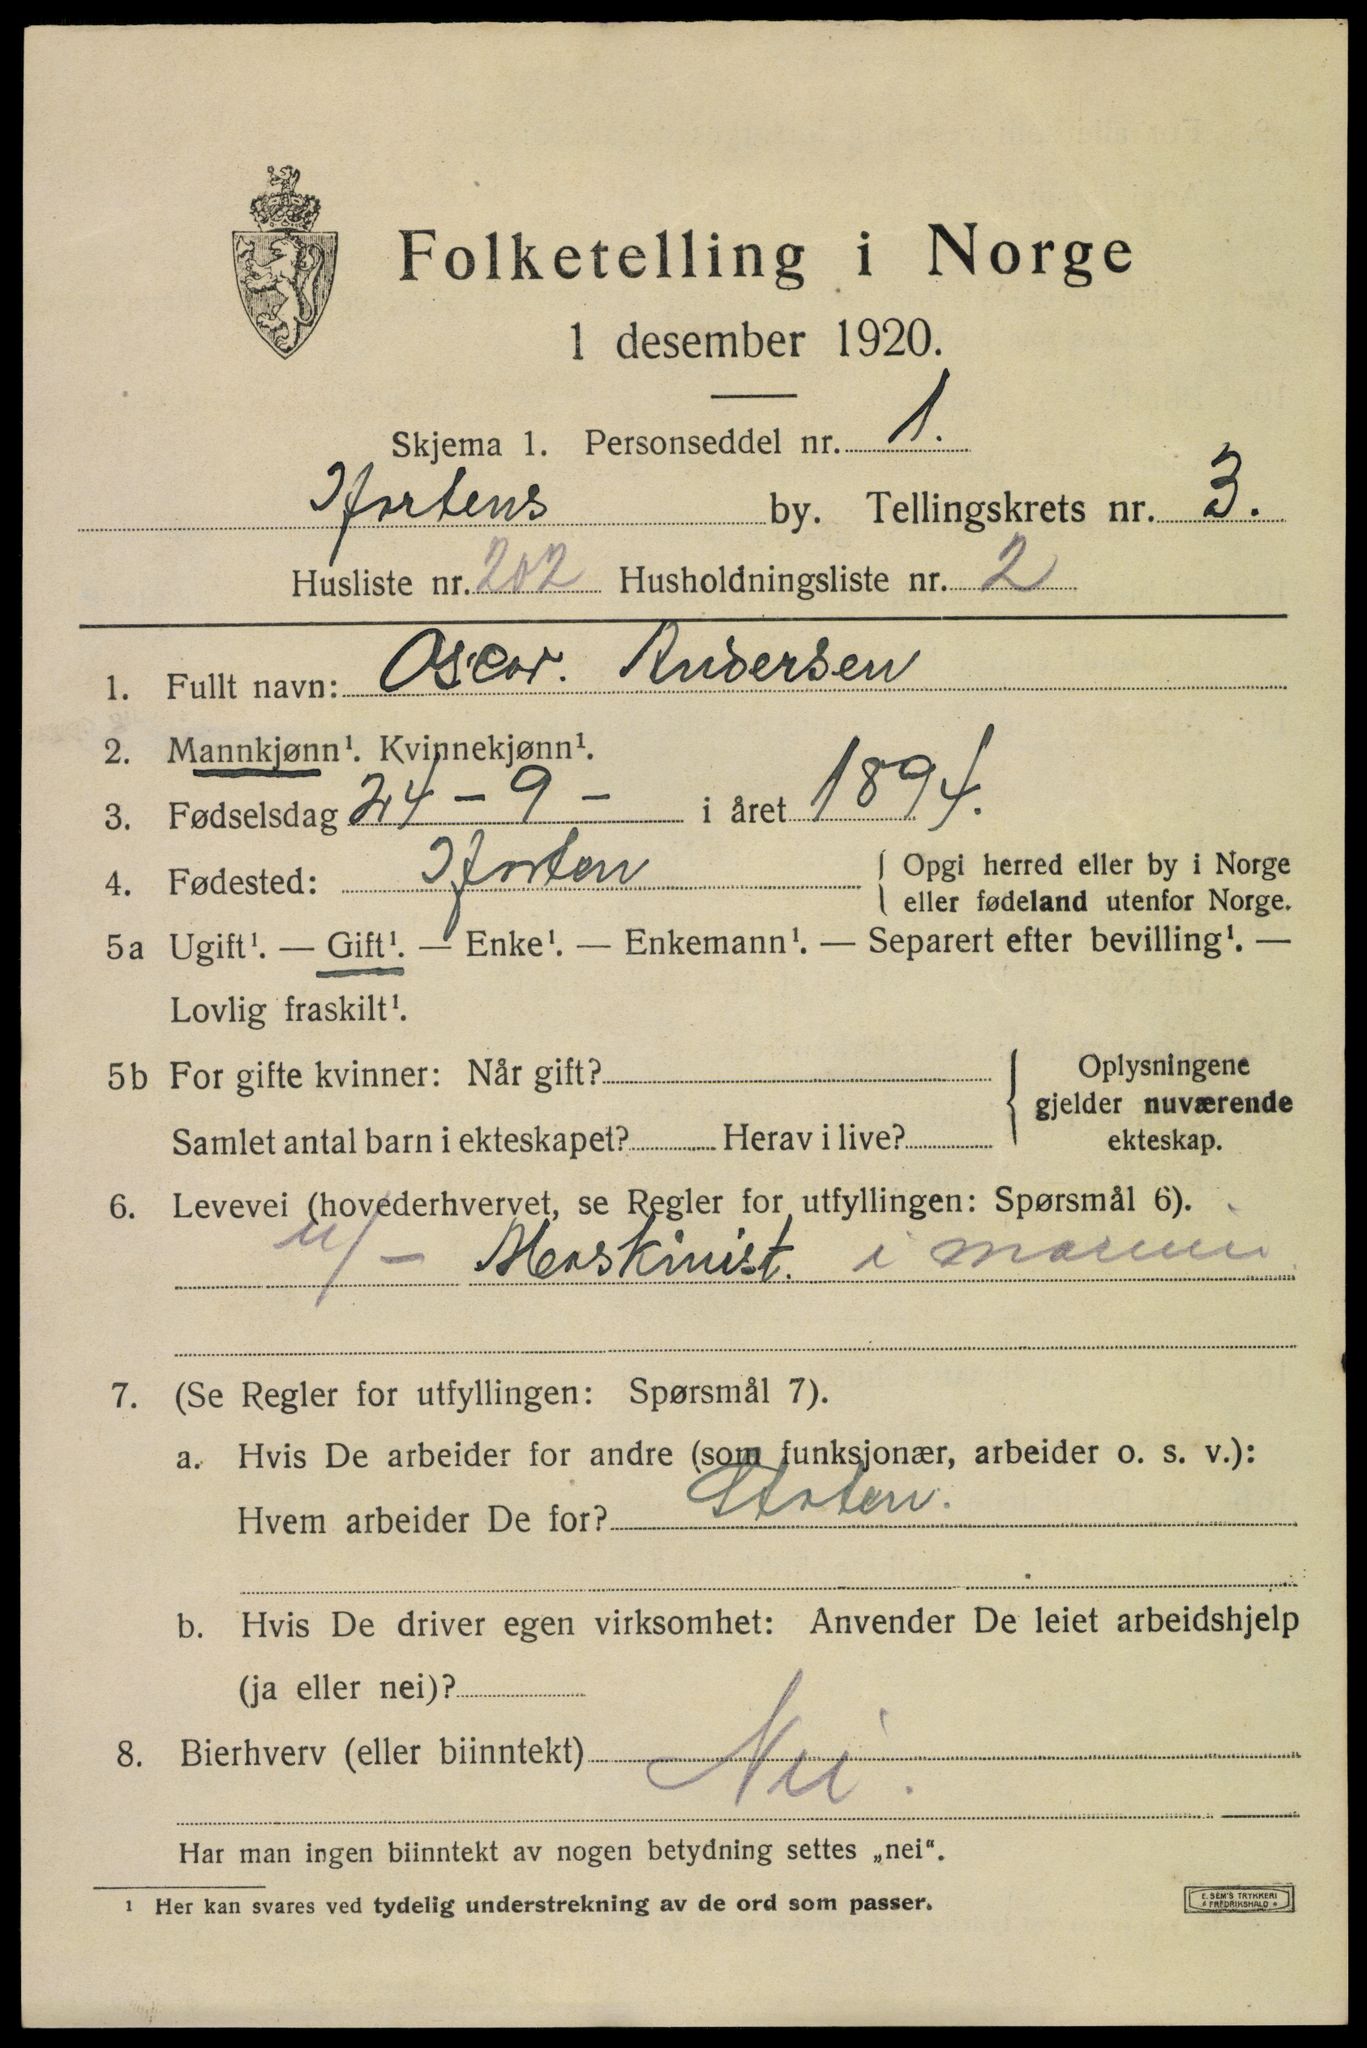 Folketelling i Norge
1 desember 1920.
Skjema 1. Personseddel nr. 1.
Hortens by. Tellingskrets nr. 3.
Husliste nr. 202 Husholdningsliste nr. 2
1. Fullt navn: Oscar. Andersen
2. Mannkjønn¹. Kvinnekjønn¹.
3. Fødselsdag 24 - 9 - i året 1894.
4. Fødested: Horten { Opgi herred eller by i Norge
eller fødeland utenfor Norge.
5a Ugift¹. — Gift¹. — Enke¹. — Enkemann¹. — Separert efter bevilling¹. —
Lovlig fraskilt¹.
5b For gifte kvinner: Når gift? { Oplysningene
gjelder nuværende
Samlet antal barn i ekteskapet? Herav i live? ekteskap.
6. Levevei (hovederhvervet, se Regler for utfyllingen: Spørsmål 6).
Maskinist. i marinen
7. (Se Regler for utfyllingen: Spørsmål 7).
a. Hvis De arbeider for andre (som funksjonær, arbeider o. s. v.):
Hvem arbeider De for? Staten.
b. Hvis De driver egen virksomhet: Anvender De leiet arbeidshjelp
(ja eller nei)?
8. Bierhverv (eller biinntekt) Nei.
Har man ingen biinntekt av nogen betydning settes „nei“.
¹ Her kan svares ved tydelig understrekning av de ord som passer.
E. SEM'S TRYKKERI
FREDRIKSHALD